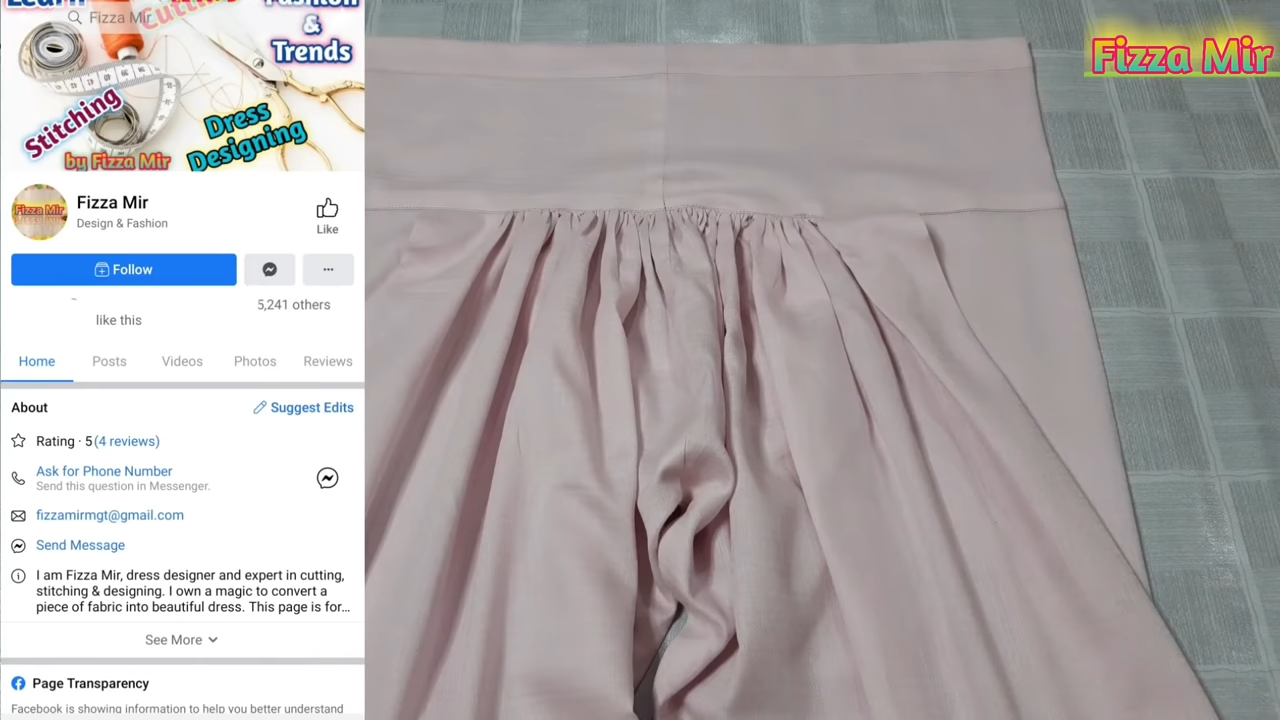 Learn
Cutting
Fashion
&
Trends
Fizza Mir
Stitching
Dress
Designing
by Fizza Mir
Fizza Mir
Fizza Mir
Design & Fashion
Like
Follow
5,241 others
like this
Home
Posts
Videos
Photos
Reviews
About
Suggest Edits
Rating · 5 (4 reviews)
Ask for Phone Number
Send this question in Messenger.
fizzamirmgt@gmail.com
Send Message
I am Fizza Mir, dress designer and expert in cutting,
stitching & designing. I own a magic to convert a
piece of fabric into beautiful dress. This page is for...
See More
Page Transparency
Facebook is showing information to help you better understand
Fizza Mir